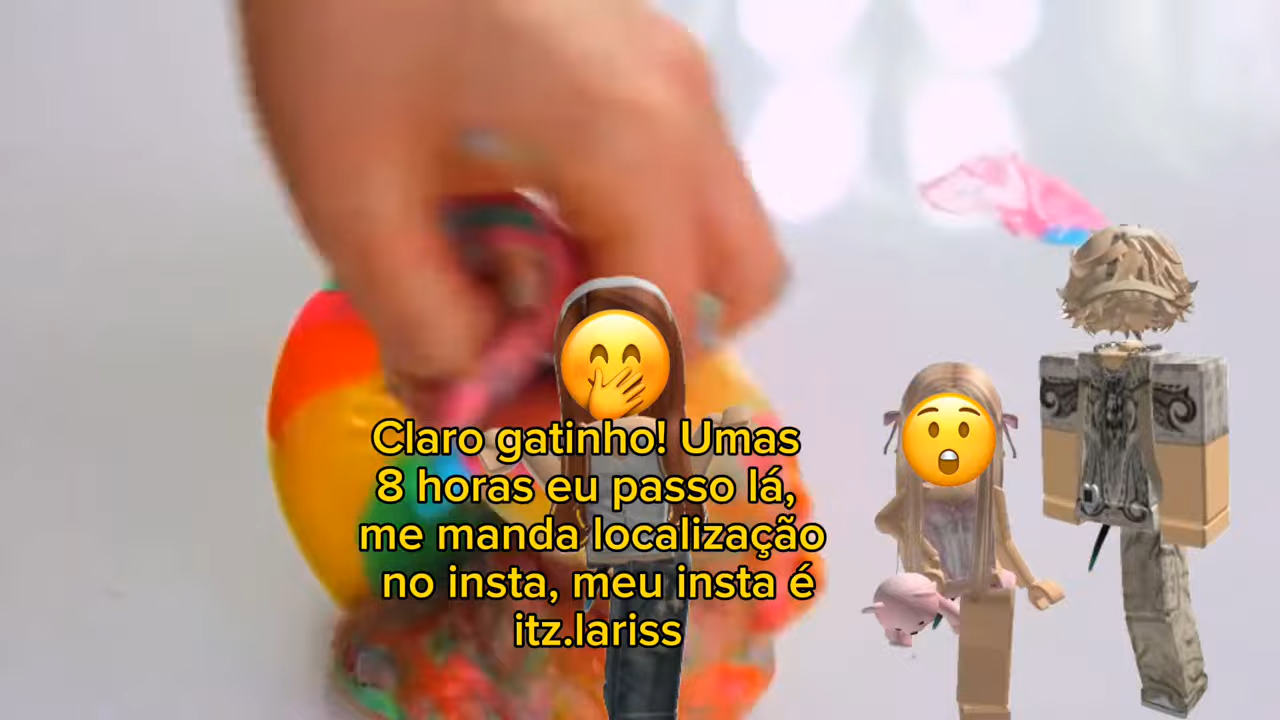 Claro gatinho! Umas
8 horas eu passo lá,
me manda localização
no insta, meu insta é
itz.lariss